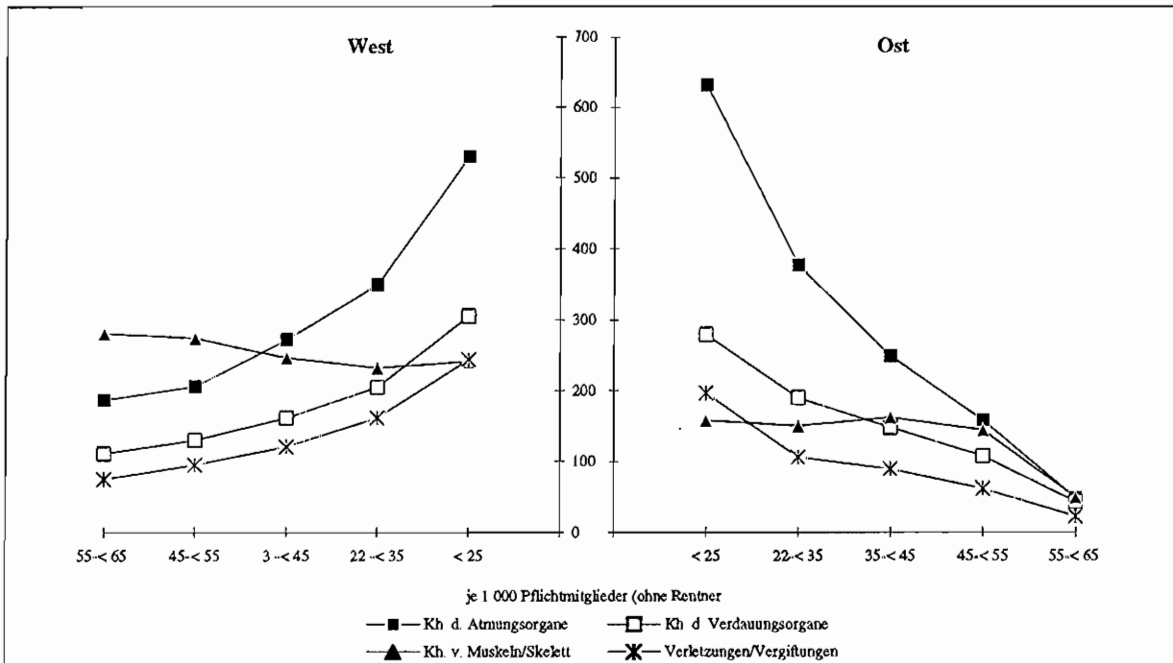 West
Ost
700
600
500
400
300
200
100
0
55-< 65 45-< 55 3-< 45 22-< 35 < 25
< 25 22-< 35 35-< 45 45-< 55 55-< 65
je 1 000 Pflichtmitglieder (ohne Rentner
Kh d. Atmungsorgane Kh d Verdauungsorgane
Kh. v. Muskeln/Skelett Verletzungen/Vergiftungen